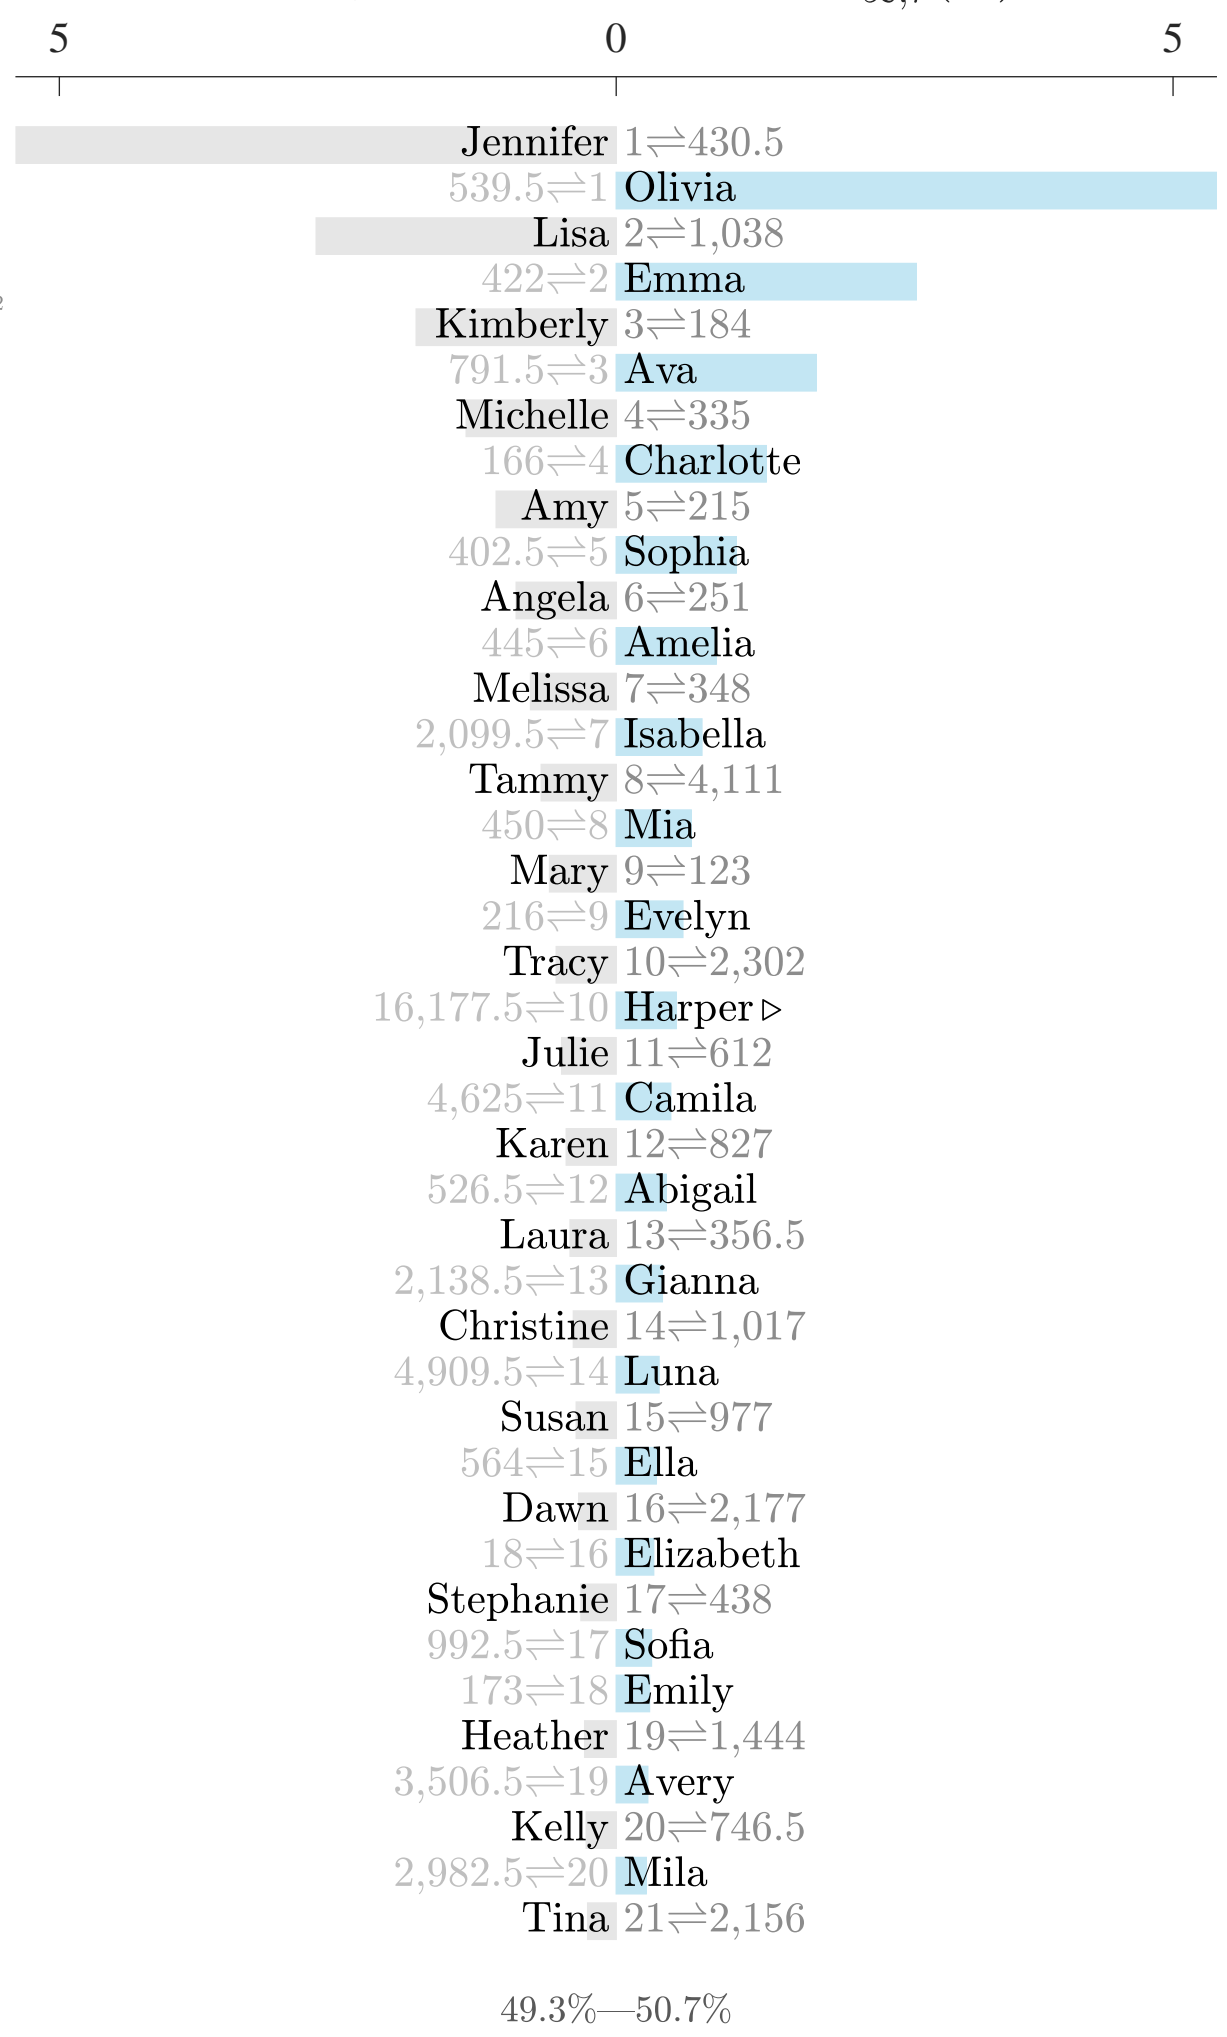 5 0 5
Jennifer 1⇌430.5
539.5⇌1 Olivia
Lisa 2⇌1,038
422⇌2 Emma
Kimberly 3⇌184
791.5⇌3 Ava
Michelle 4⇌335
166⇌4 Charlotte
Amy 5⇌215
402.5⇌5 Sophia
Angela 6⇌251
445⇌6 Amelia
Melissa 7⇌348
2,099.5⇌7 Isabella
Tammy 8⇌4,111
450⇌8 Mia
Mary 9⇌123
216⇌9 Evelyn
Tracy 10⇌2,302
16,177.5⇌10 Harper ▷
Julie 11⇌612
4,625⇌11 Camila
Karen 12⇌827
526.5⇌12 Abigail
Laura 13⇌356.5
2,138.5⇌13 Gianna
Christine 14⇌1,017
4,909.5⇌14 Luna
Susan 15⇌977
564⇌15 Ella
Dawn 16⇌2,177
18⇌16 Elizabeth
Stephanie 17⇌438
992.5⇌17 Sofia
173⇌18 Emily
Heather 19⇌1,444
3,506.5⇌19 Avery
Kelly 20⇌746.5
2,982.5⇌20 Mila
Tina 21⇌2,156
49.3%—50.7%